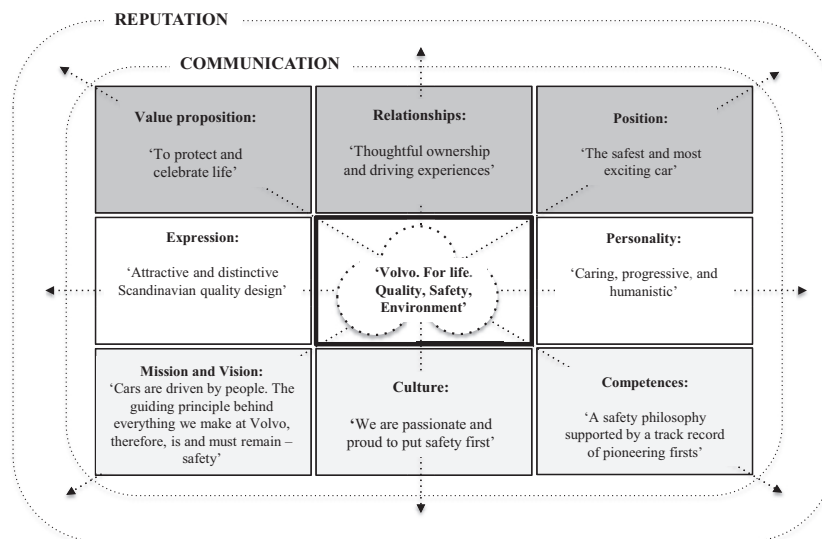 REPUTATION
COMMUNICATION
Value proposition:
‘To protect and
celebrate life’
Relationships:
‘Thoughtful ownership
and driving experiences’
Position:
‘The safest and most
exciting car’
Expression:
‘Attractive and distinctive
Scandinavian quality design’
‘Volvo. For life.
Quality, Safety,
Environment’
Personality:
‘Caring, progressive, and
humanistic’
Mission and Vision:
‘Cars are driven by people. The
guiding principle behind
everything we make at Volvo,
therefore, is and must remain –
safety’
Culture:
‘We are passionate and
proud to put safety first’
Competences:
‘A safety philosophy
supported by a track record
of pioneering firsts’